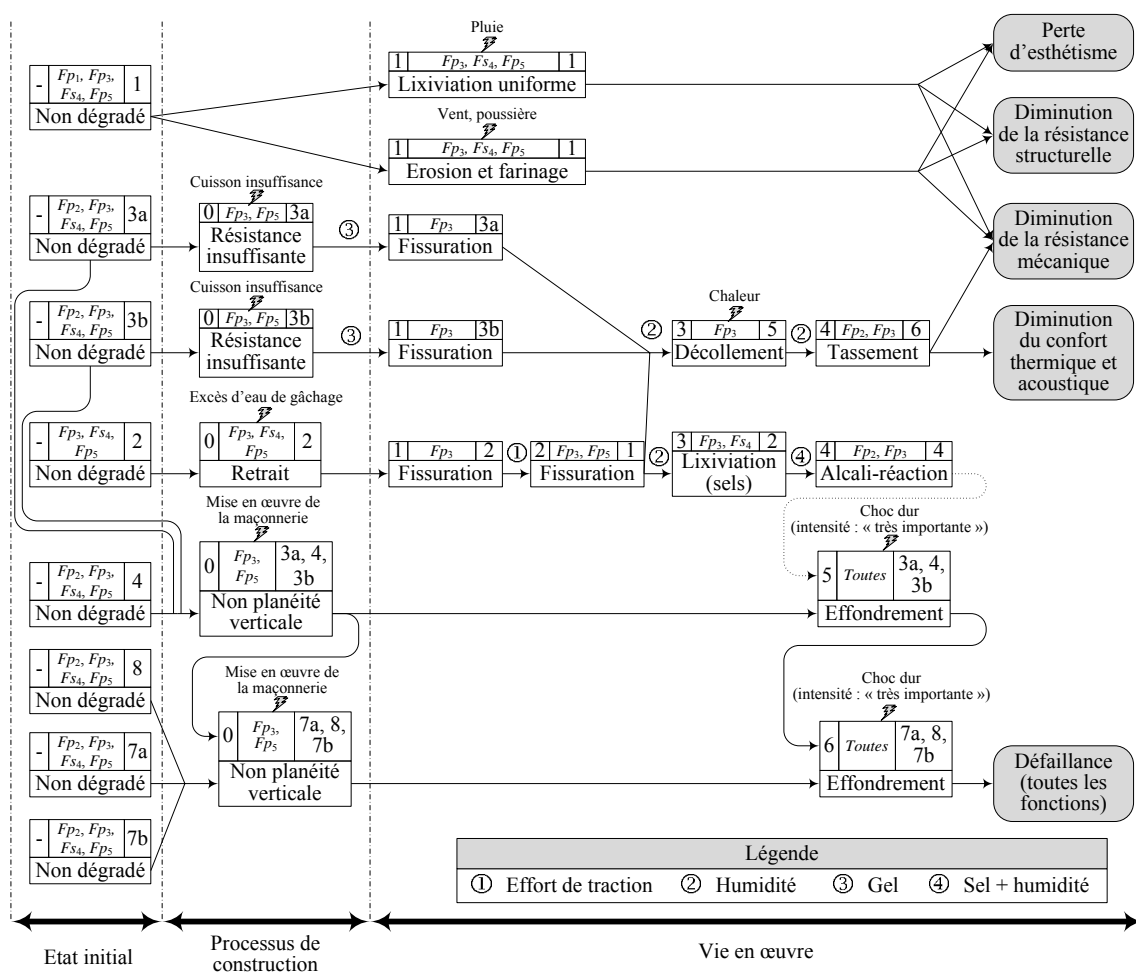 Pluie
- Fp1, Fp3, Fs4, Fp5 1
Non dégradé
1 Fp3, Fs4, Fp5 1
Lixiviation uniforme
Vent, poussière
1 Fp3, Fs4, Fp5 1
Erosion et farinage
Perte
d'esthétisme
Diminution
de la résistance
structurelle
- Fp2, Fp3, Fs4, Fp5 3a
Non dégradé
Cuisson insuffisance
0 Fp3, Fp5 3a
Résistance
insuffisante
③
1 Fp3 3a
Fissuration
Diminution
de la résistance
mécanique
- Fp2, Fp3, Fs4, Fp5 3b
Non dégradé
Cuisson insuffisance
0 Fp3, Fp5 3b
Résistance
insuffisante
③
1 Fp3 3b
Fissuration
②
Chaleur
3 Fp3 5
Décollement
②
4 Fp2, Fp3 6
Tassement
Diminution
du confort
thermique et
acoustique
- Fp3, Fs4, Fp5 2
Non dégradé
Excès d'eau de gâchage
0 Fp3, Fs4, Fp5 2
Retrait
1 Fp3 2
Fissuration
①
2 Fp3, Fp5 1
Fissuration
②
3 Fp3, Fs4 2
Lixiviation
(sels)
④
4 Fp2, Fp3 4
Alcali-réaction
- Fp2, Fp3, Fs4, Fp5 4
Non dégradé
Mise en œuvre de
la maçonnerie
0 Fp3, Fp5 3a, 4, 3b
Non planéité
verticale
Choc dur
(intensité : « très importante »)
5 Toutes 3a, 4, 3b
Effondrement
- Fp2, Fp3, Fs4, Fp5 8
Non dégradé
- Fp2, Fp3, Fs4, Fp5 7a
Non dégradé
- Fp2, Fp3, Fs4, Fp5 7b
Non dégradé
Mise en œuvre de
la maçonnerie
0 Fp3, Fp5 7a, 8, 7b
Non planéité
verticale
Choc dur
(intensité : « très importante »)
6 Toutes 7a, 8, 7b
Effondrement
Défaillance
(toutes les
fonctions)
Légende
① Effort de traction ② Humidité ③ Gel ④ Sel + humidité
Etat initial
Processus de
construction
Vie en œuvre